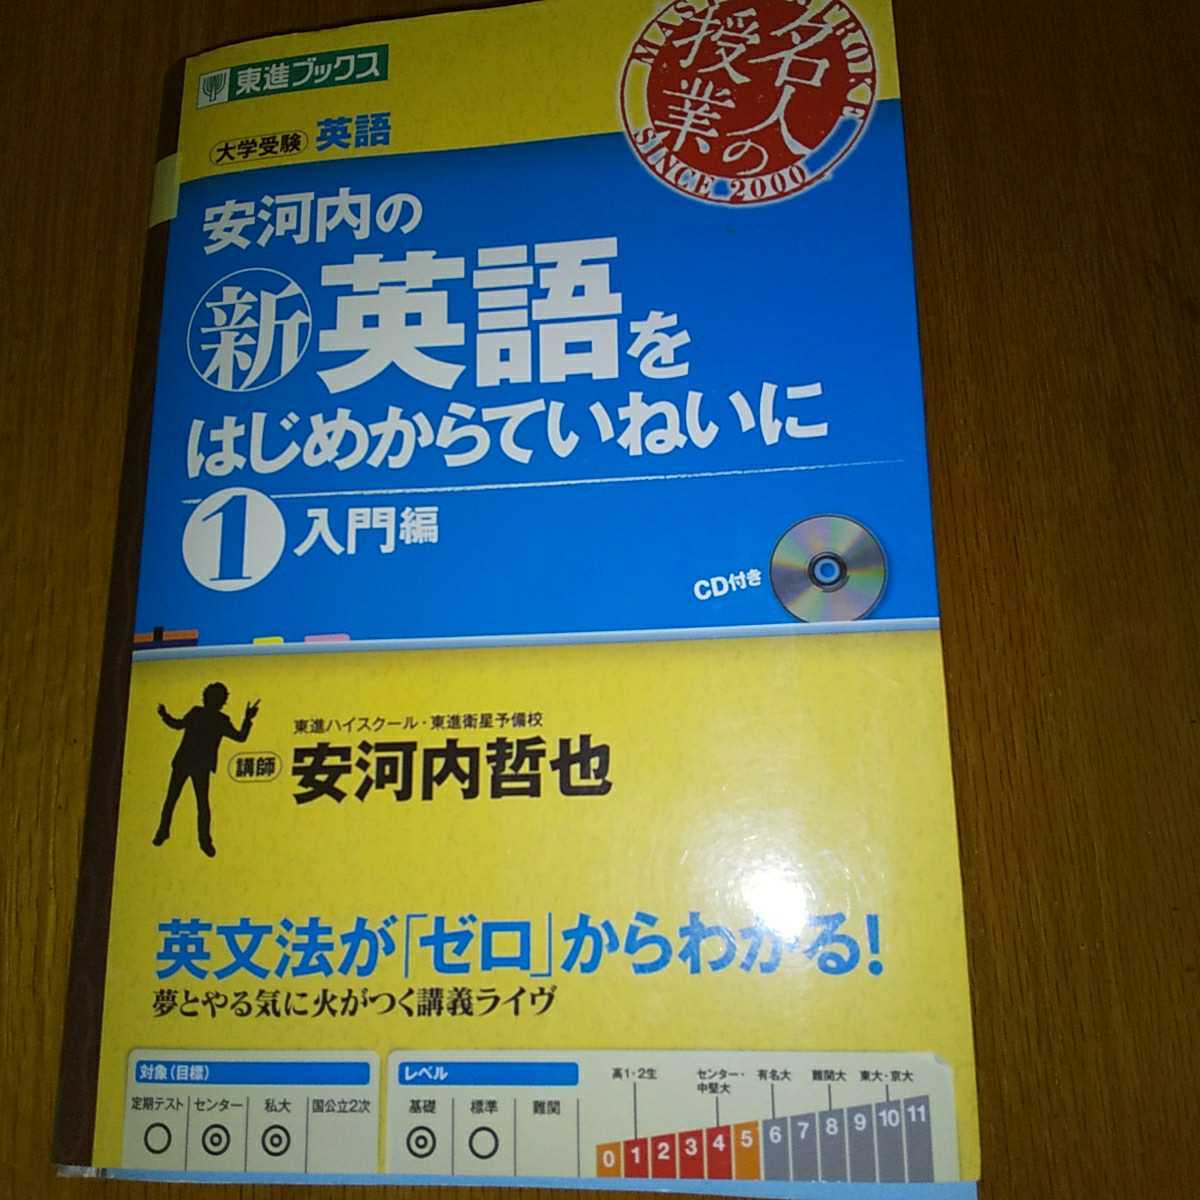 東進ブックス
名人の
授業
SINCE 2000
大学受験 英語
安河内の
新 英語を
はじめからていねいに
1 入門編
CD付き
東進ハイスクール・東進衛星予備校
講師 安河内哲也
英文法が「ゼロ」からわかる!
夢とやる気に火がつく講義ライヴ
対象(目標)
定期テスト センター 私大 国公立2次
○ ◎ ◎
レベル
基礎 標準 難関
◎ ○
高1・2生 センター・中堅大 有名大 難関大 東大・京大
0 1 2 3 4 5 6 7 8 9 10 11